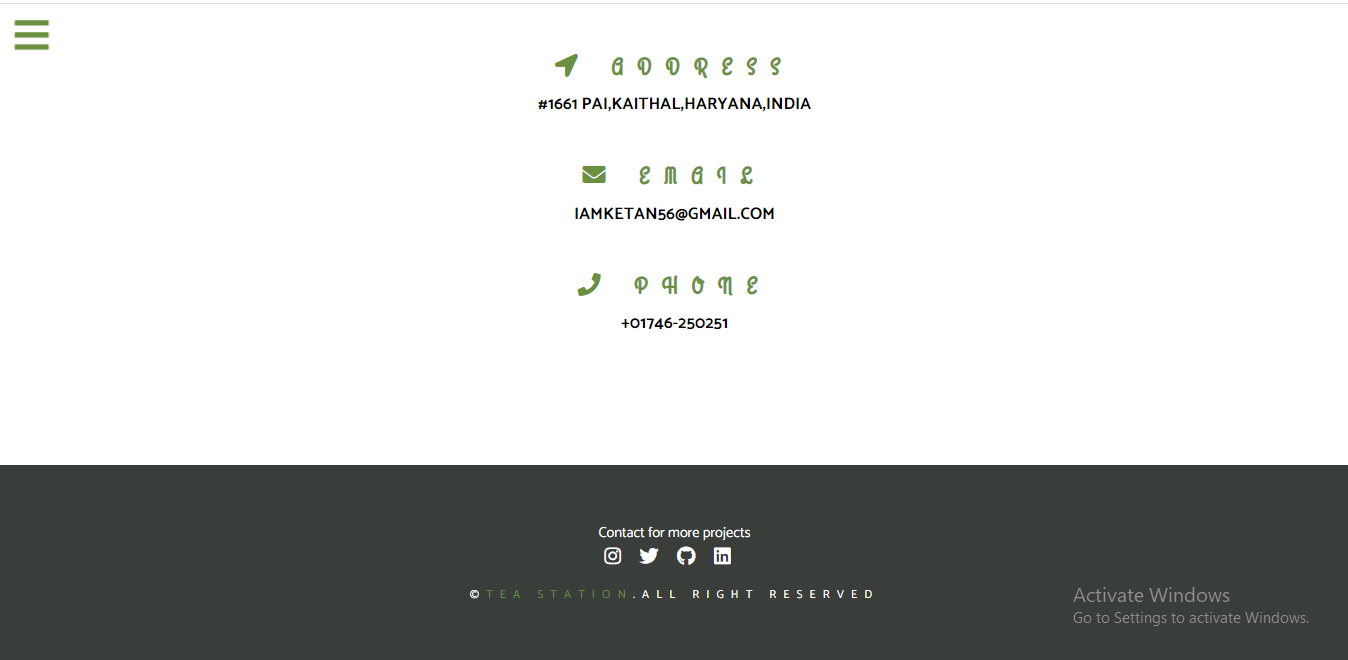 ADDRESS
#1661 PAI,KAITHAL,HARYANA,INDIA
EMAIL
IAMKETAN56@GMAIL.COM
PHONE
+01746-250251
Contact for more projects
©TEA STATION.ALL RIGHT RESERVED
Activate Windows
Go to Settings to activate Windows.